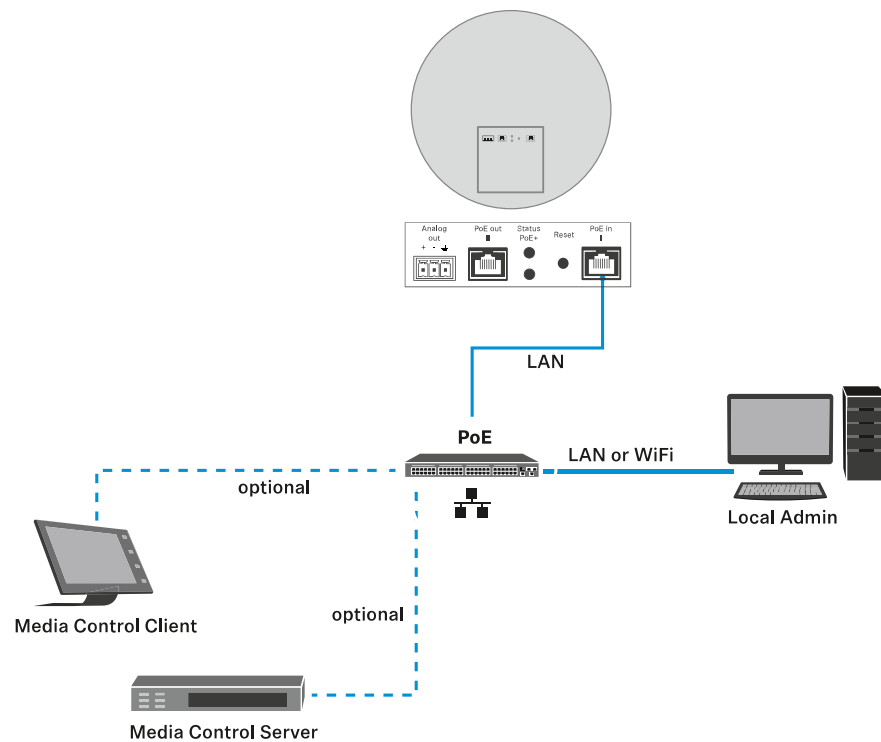 Analog out
+ - ⏚
PoE out
II
Status PoE+
Reset
PoE in
I
LAN
PoE
LAN or WiFi
optional
Local Admin
optional
Media Control Client
Media Control Server